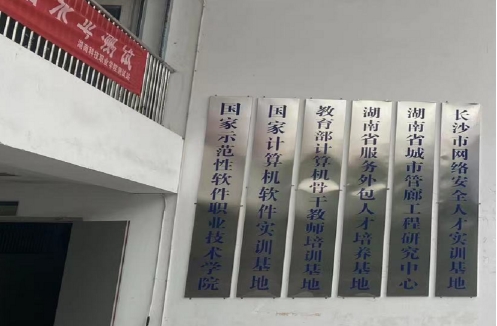 水平测试
国家示范性软件职业技术学院
国家计算机软件实训基地
教育部计算机骨干教师培训基地
湖南省服务外包人才培养基地
湖南省城市管廊工程研究中心
长沙市网络安全人才实训基地